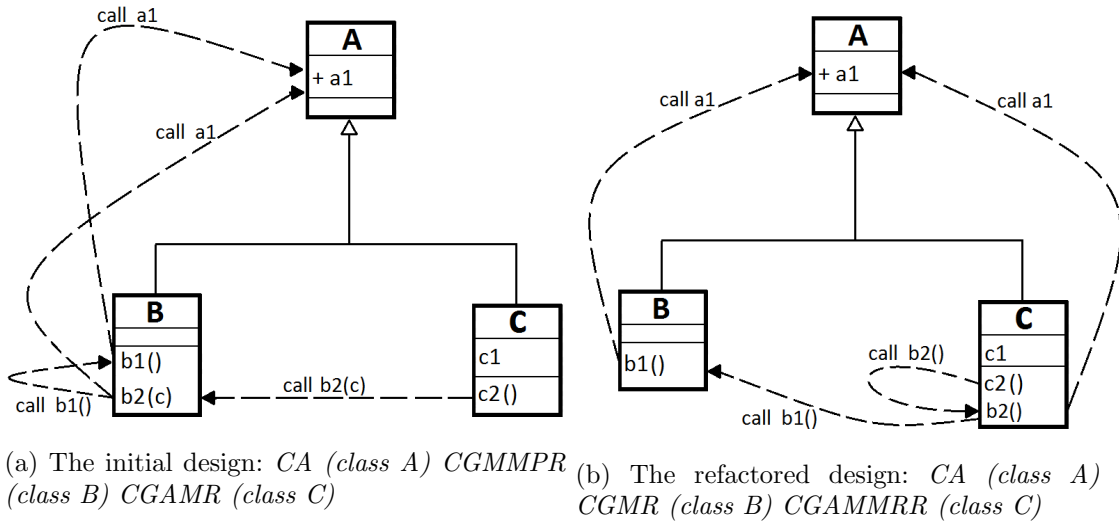 call a1
A
+ a1
call a1
B
b1()
b2(c)
call b1()
C
c1
c2()
call b2(c)
(a) The initial design: CA (class A) CGMMPR
(class B) CGAMR (class C)
A
+ a1
call a1
call a1
B
b1()
C
c1
c2()
b2()
call b2()
call b1()
(b) The refactored design: CA (class A)
CGMR (class B) CGAMMRR (class C)